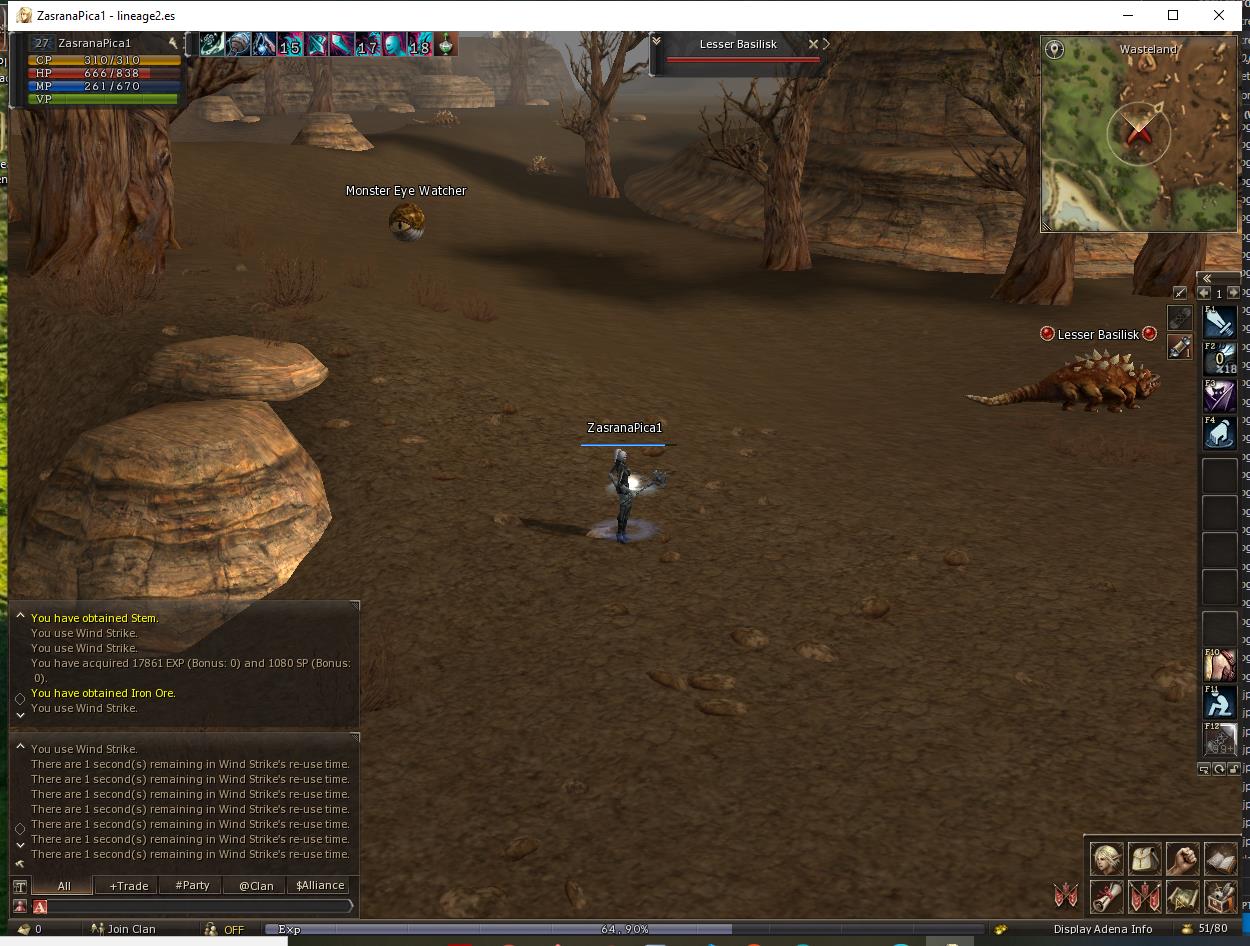 ZasranaPica1 - lineage2.es
27 ZasranaPica1
CP 310/310
HP 666/838
MP 261/670
VP
15 17 18
Lesser Basilisk
Wasteland
Monster Eye Watcher
Lesser Basilisk
ZasranaPica1
1
F1
F2
0
F3
F4
F10
F11
F12
99+
You have obtained Stem.
You use Wind Strike.
You use Wind Strike.
You have acquired 17861 EXP (Bonus: 0) and 1080 SP (Bonus:
0).
You have obtained Iron Ore.
You use Wind Strike.
You use Wind Strike.
There are 1 second(s) remaining in Wind Strike's re-use time.
There are 1 second(s) remaining in Wind Strike's re-use time.
There are 1 second(s) remaining in Wind Strike's re-use time.
There are 1 second(s) remaining in Wind Strike's re-use time.
There are 1 second(s) remaining in Wind Strike's re-use time.
There are 1 second(s) remaining in Wind Strike's re-use time.
There are 1 second(s) remaining in Wind Strike's re-use time.
All +Trade #Party @Clan $Alliance
A
0 Join Clan OFF Exp 64.90% Display Adena Info 51/80